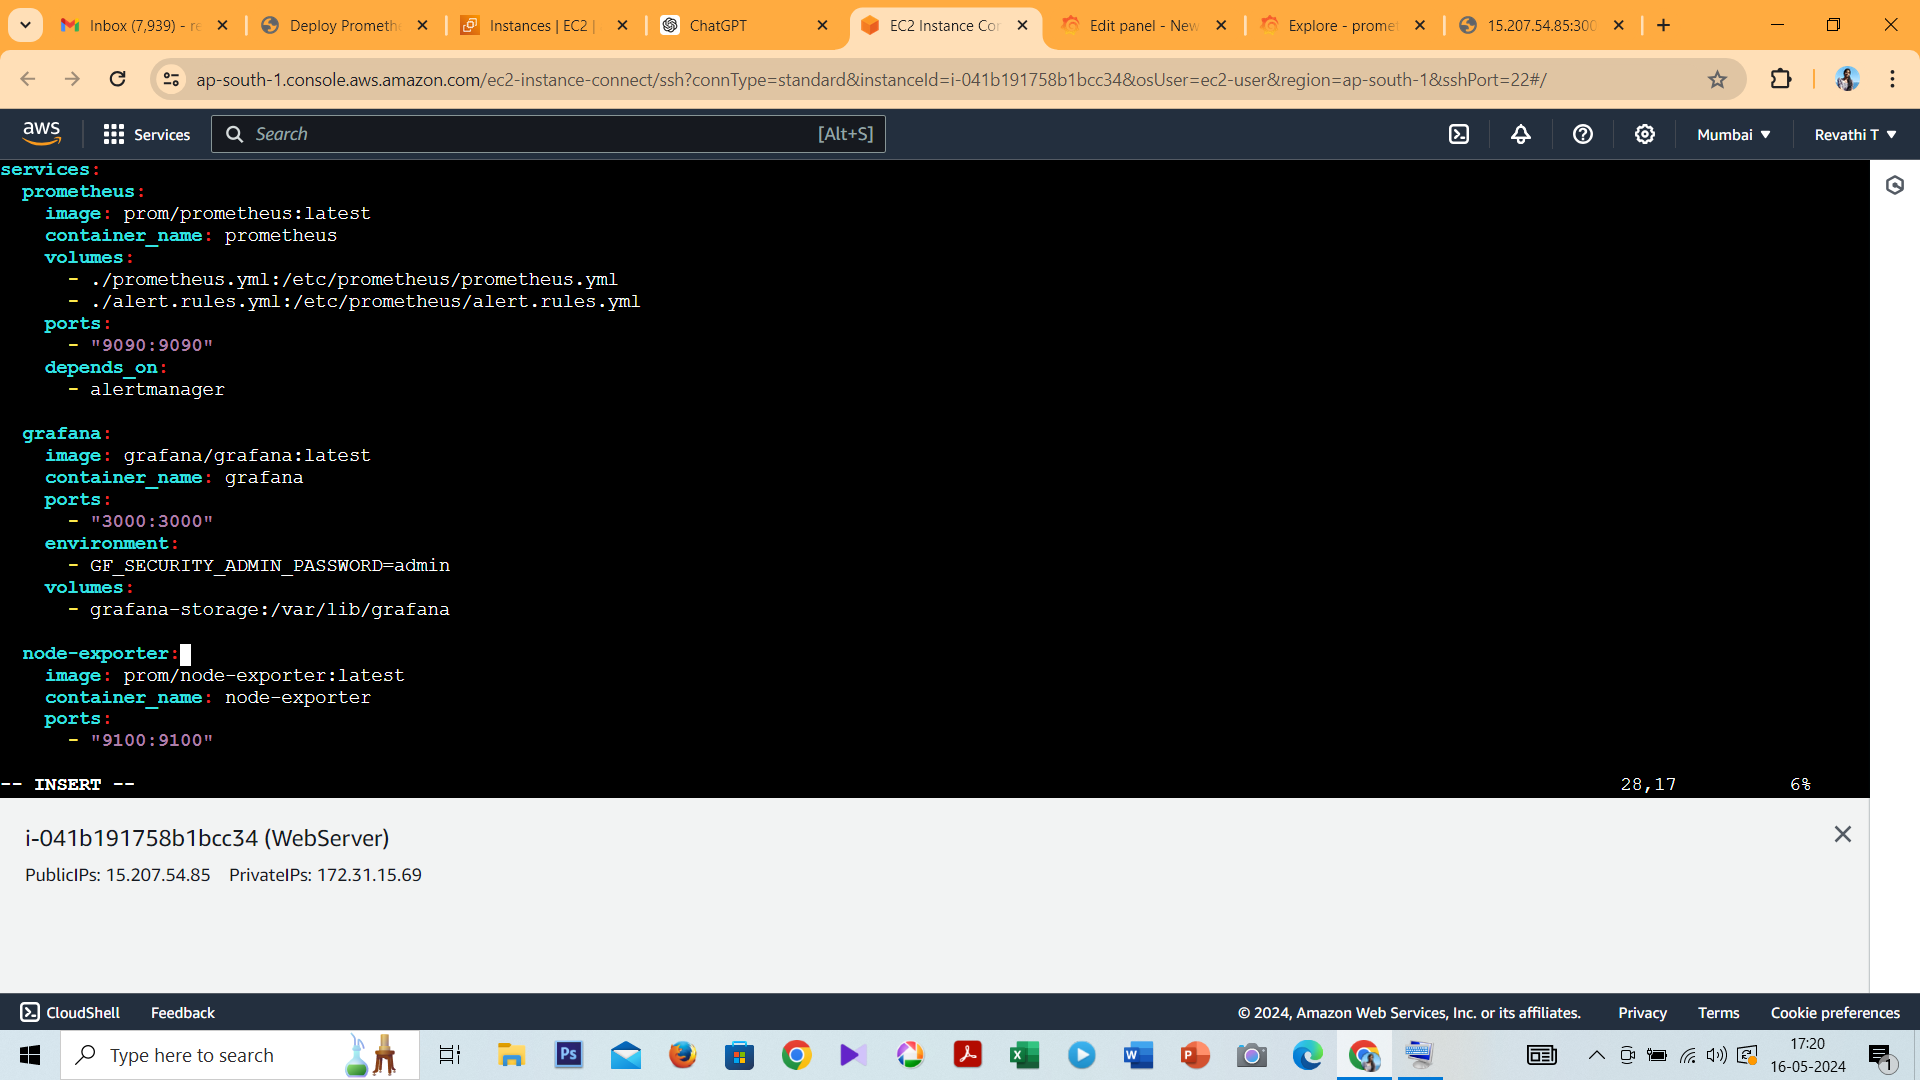 Inbox (7,939) - re
Deploy Prometh
Instances | EC2 |
ChatGPT
EC2 Instance Con
Edit panel - New
Explore - promet
15.207.54.85:300
ap-south-1.console.aws.amazon.com/ec2-instance-connect/ssh?connType=standard&instanceId=i-041b191758b1bcc34&osUser=ec2-user&region=ap-south-1&sshPort=22#/
aws
Services
Search
[Alt+S]
Mumbai
Revathi T
services:
  prometheus:
    image: prom/prometheus:latest
    container_name: prometheus
    volumes:
      - ./prometheus.yml:/etc/prometheus/prometheus.yml
      - ./alert.rules.yml:/etc/prometheus/alert.rules.yml
    ports:
      - "9090:9090"
    depends_on:
      - alertmanager
  grafana:
    image: grafana/grafana:latest
    container_name: grafana
    ports:
      - "3000:3000"
    environment:
      - GF_SECURITY_ADMIN_PASSWORD=admin
    volumes:
      - grafana-storage:/var/lib/grafana
  node-exporter:
    image: prom/node-exporter:latest
    container_name: node-exporter
    ports:
      - "9100:9100"
-- INSERT --
28,17
6%
i-041b191758b1bcc34 (WebServer)
PublicIPs: 15.207.54.85 PrivateIPs: 172.31.15.69
CloudShell
Feedback
© 2024, Amazon Web Services, Inc. or its affiliates.
Privacy
Terms
Cookie preferences
Type here to search
Ps
17:20
16-05-2024
1